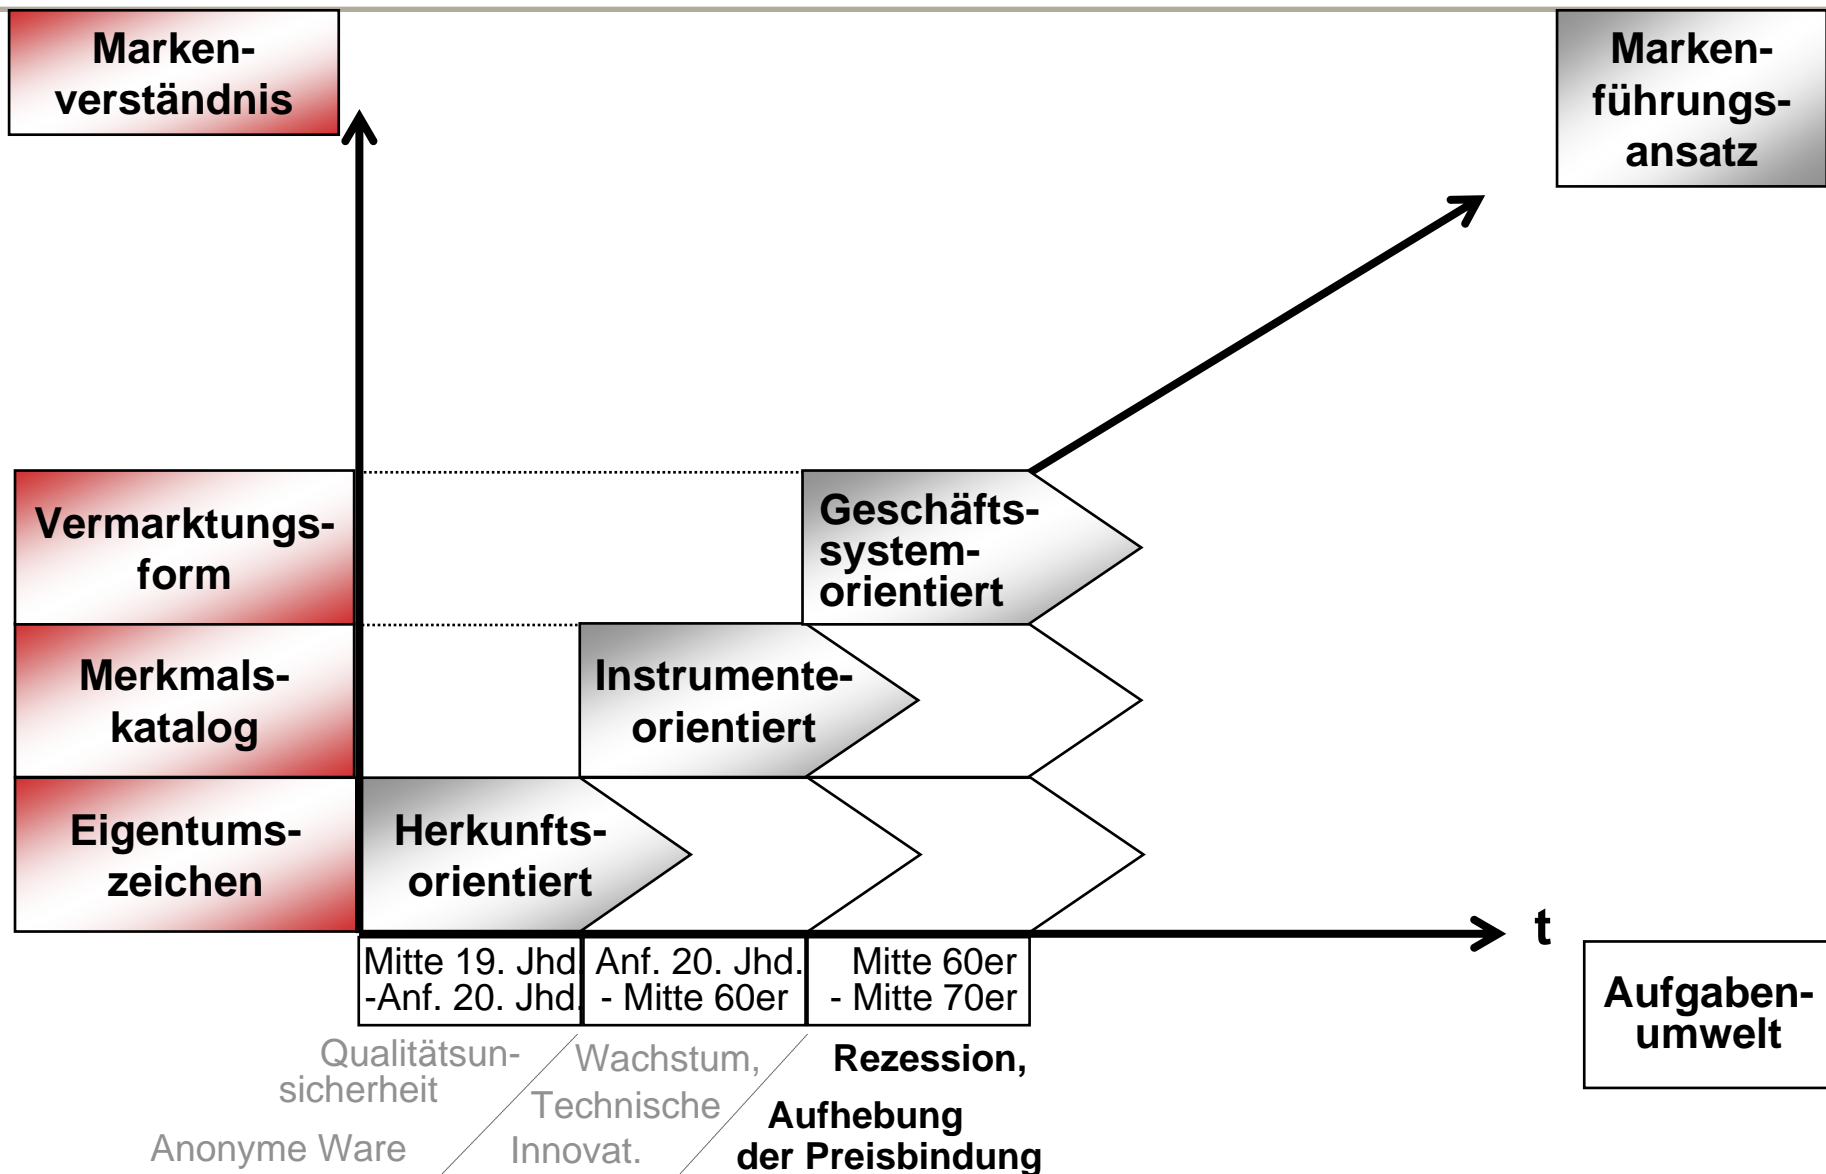 Marken-
verständnis
Marken-
führungs-
ansatz
Vermarktungs-
form
Geschäfts-
system-
orientiert
Merkmals-
katalog
Instrumente-
orientiert
Eigentums-
zeichen
Herkunfts-
orientiert
t
Mitte 19. Jhd.
-Anf. 20. Jhd.
Anf. 20. Jhd.
- Mitte 60er
Mitte 60er
- Mitte 70er
Aufgaben-
umwelt
Qualitätsun-
sicherheit
Anonyme Ware
Wachstum,
Technische
Innovat.
Rezession,
Aufhebung
der Preisbindung